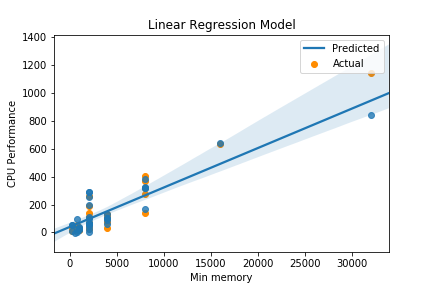 Linear Regression Model
1400
1200
1000
800
600
400
200
0
CPU Performance
Predicted
Actual
0 5000 10000 15000 20000 25000 30000
Min memory